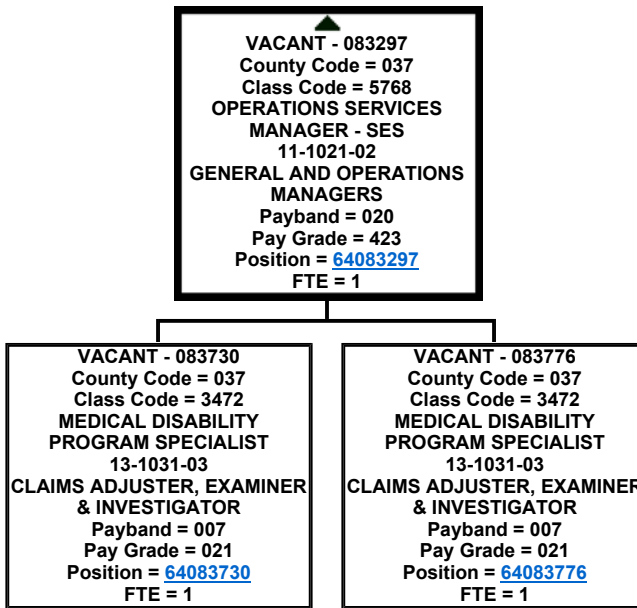 VACANT - 083297
County Code = 037
Class Code = 5768
OPERATIONS SERVICES
MANAGER - SES
11-1021-02
GENERAL AND OPERATIONS
MANAGERS
Payband = 020
Pay Grade = 423
Position = 64083297
FTE = 1
VACANT - 083730
County Code = 037
Class Code = 3472
MEDICAL DISABILITY
PROGRAM SPECIALIST
13-1031-03
CLAIMS ADJUSTER, EXAMINER
& INVESTIGATOR
Payband = 007
Pay Grade = 021
Position = 64083730
FTE = 1
VACANT - 083776
County Code = 037
Class Code = 3472
MEDICAL DISABILITY
PROGRAM SPECIALIST
13-1031-03
CLAIMS ADJUSTER, EXAMINER
& INVESTIGATOR
Payband = 007
Pay Grade = 021
Position = 64083776
FTE = 1